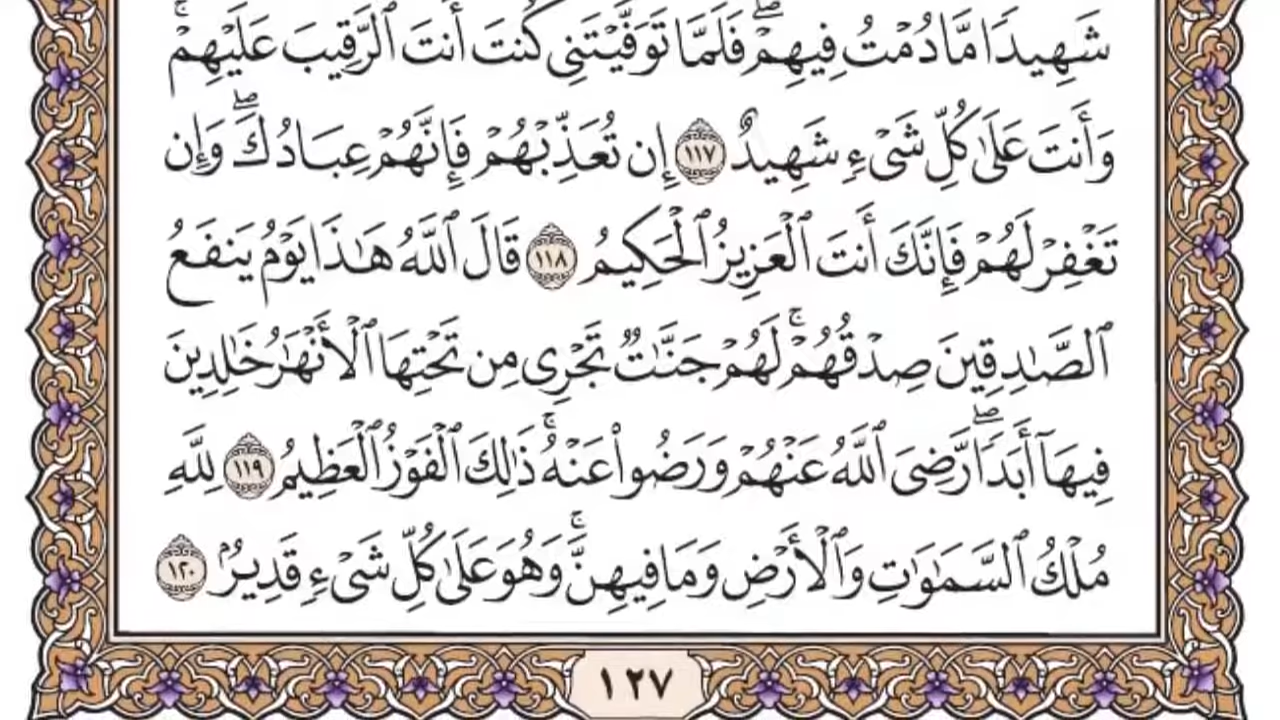 شَهِيدًا مَّا دُمْتُ فِيهِمْ ۖ فَلَمَّا تَوَفَّيْتَنِى كُنتَ أَنتَ ٱلرَّقِيبَ عَلَيْهِمْ ۚ
وَأَنتَ عَلَىٰ كُلِّ شَىْءٍ شَهِيدٌ ١١٧ إِن تُعَذِّبْهُمْ فَإِنَّهُمْ عِبَادُكَ ۖ وَإِن
تَغْفِرْ لَهُمْ فَإِنَّكَ أَنتَ ٱلْعَزِيزُ ٱلْحَكِيمُ ١١٨ قَالَ ٱللَّهُ هَـٰذَا يَوْمُ يَنفَعُ
ٱلصَّـٰدِقِينَ صِدْقُهُمْ ۚ لَهُمْ جَنَّـٰتٌ تَجْرِى مِن تَحْتِهَا ٱلْأَنْهَـٰرُ خَـٰلِدِينَ
فِيهَآ أَبَدًا ۖ رَّضِىَ ٱللَّهُ عَنْهُمْ وَرَضُوا۟ عَنْهُ ۚ ذَٰلِكَ ٱلْفَوْزُ ٱلْعَظِيمُ ١١٩ لِلَّهِ
مُلْكُ ٱلسَّمَـٰوَٰتِ وَٱلْأَرْضِ وَمَا فِيهِنَّ ۚ وَهُوَ عَلَىٰ كُلِّ شَىْءٍ قَدِيرٌۢ ١٢٠
١٢٧